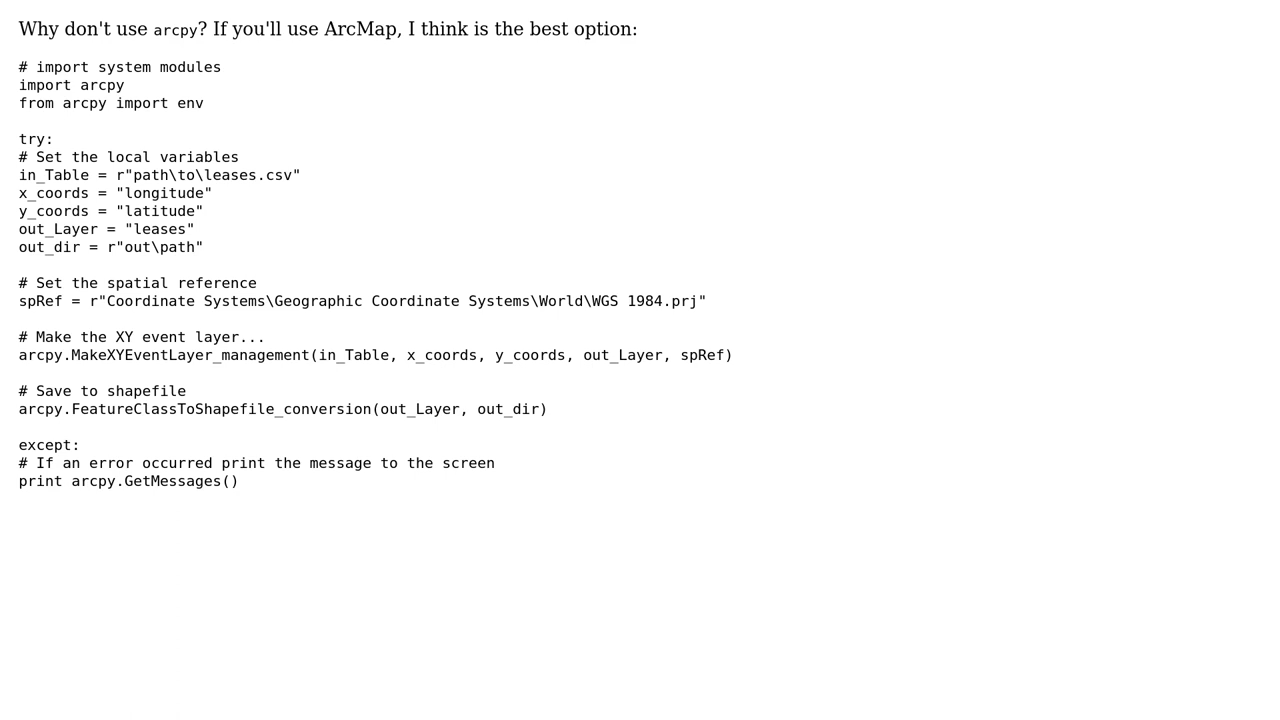 Why don't use arcpy? If you'll use ArcMap, I think is the best option:
# import system modules
import arcpy
from arcpy import env
try:
# Set the local variables
in_Table = r"path\to\leases.csv"
x_coords = "longitude"
y_coords = "latitude"
out_Layer = "leases"
out_dir = r"out\path"
# Set the spatial reference
spRef = r"Coordinate Systems\Geographic Coordinate Systems\World\WGS 1984.prj"
# Make the XY event layer...
arcpy.MakeXYEventLayer_management(in_Table, x_coords, y_coords, out_Layer, spRef)
# Save to shapefile
arcpy.FeatureClassToShapefile_conversion(out_Layer, out_dir)
except:
# If an error occurred print the message to the screen
print arcpy.GetMessages()